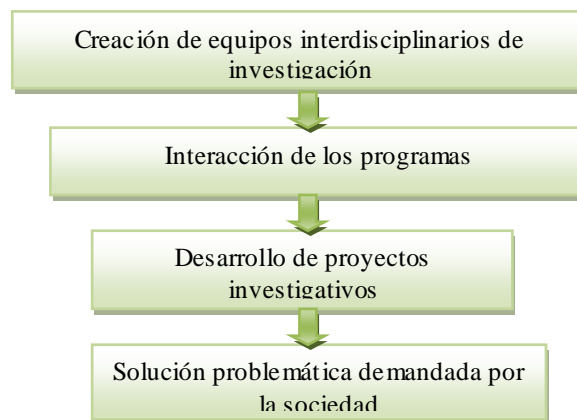 Creación de equipos interdisciplinarios de
investigación
Interacción de los programas
Desarrollo de proyectos
investigativos
Solución problemática demandada por
la sociedad